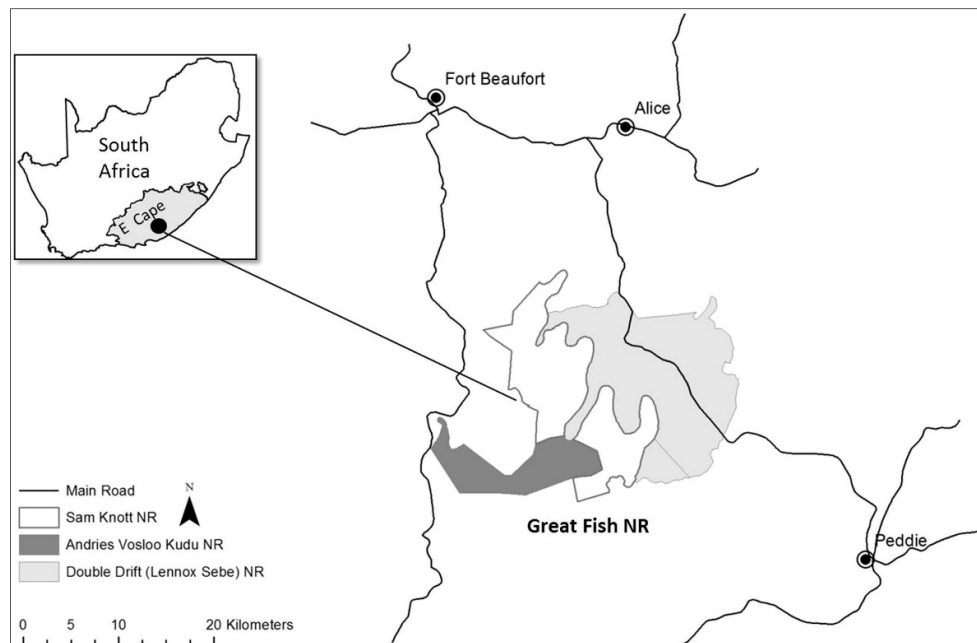 Fort Beaufort
Alice
South
Africa
E Cape
Great Fish NR
Peddie
N
Main Road
Sam Knott NR
Andries Vosloo Kudu NR
Double Drift (Lennox Sebe) NR
0 5 10 20 Kilometers